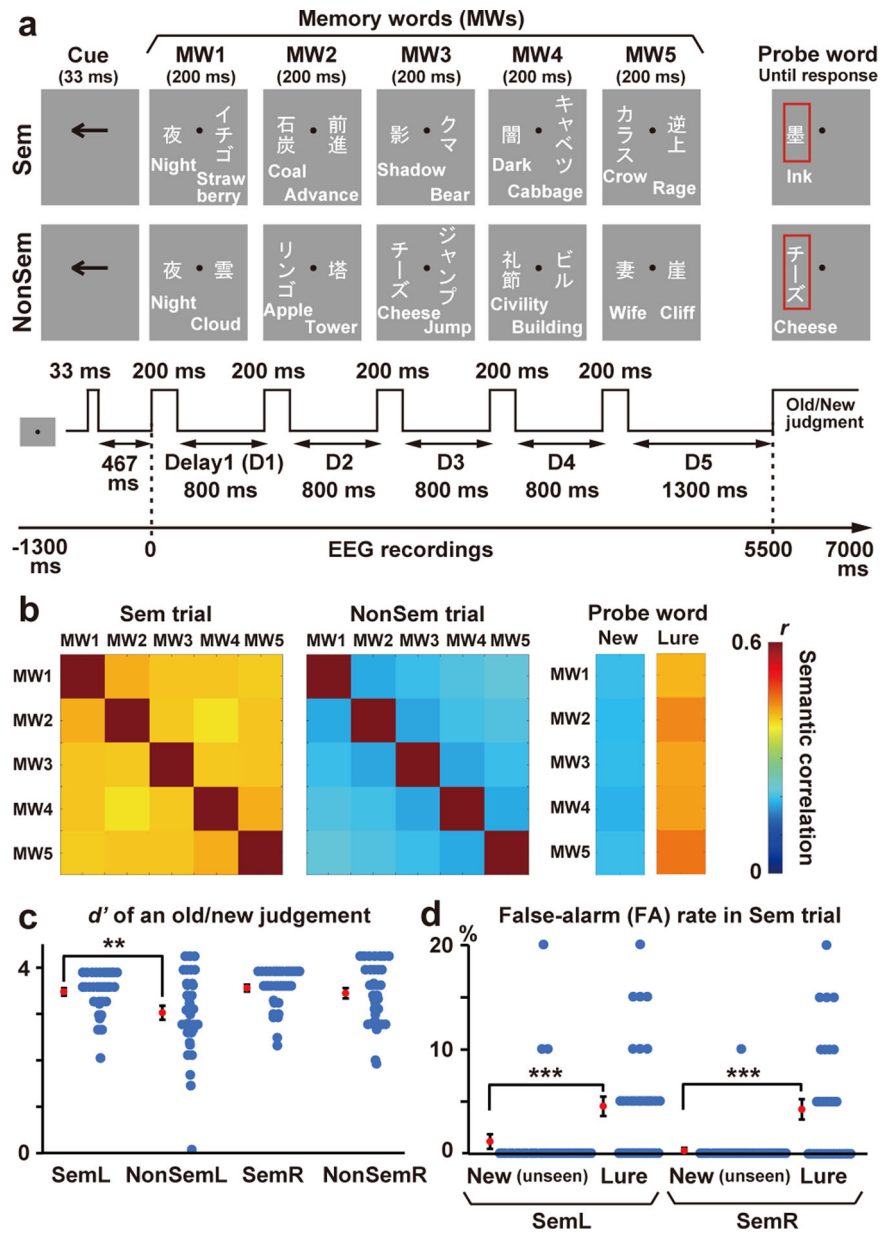 a
Memory words (MWs)
Cue
(33 ms)
MW1
(200 ms)
MW2
(200 ms)
MW3
(200 ms)
MW4
(200 ms)
MW5
(200 ms)
Probe word
Until response
Sem
夜
イチゴ
Night
Straw
berry
石炭
前進
Coal
Advance
影
クマ
Shadow
Bear
闇
キャベツ
Dark
Cabbage
カラス
逆上
Crow
Rage
墨
Ink
NonSem
夜
雲
Night
Cloud
リンゴ
塔
Apple
Tower
チーズ
ジャンプ
Cheese
Jump
礼節
ビル
Civility
Building
妻
崖
Wife
Cliff
チーズ
Cheese
33 ms
200 ms
200 ms
200 ms
200 ms
200 ms
Old/New
judgment
467
ms
Delay1 (D1)
800 ms
D2
800 ms
D3
800 ms
D4
800 ms
D5
1300 ms
-1300
ms
0
EEG recordings
5500
7000
ms
b
Sem trial
MW1 MW2 MW3 MW4 MW5
NonSem trial
MW1 MW2 MW3 MW4 MW5
Probe word
New Lure
MW1
MW2
MW3
MW4
MW5
MW1
MW2
MW3
MW4
MW5
0.6
r
0
Semantic correlation
c
d' of an old/new judgement
**
4
0
SemL NonSemL SemR NonSemR
d
False-alarm (FA) rate in Sem trial
%
20
10
0
***
***
New (unseen) Lure New (unseen) Lure
SemL SemR